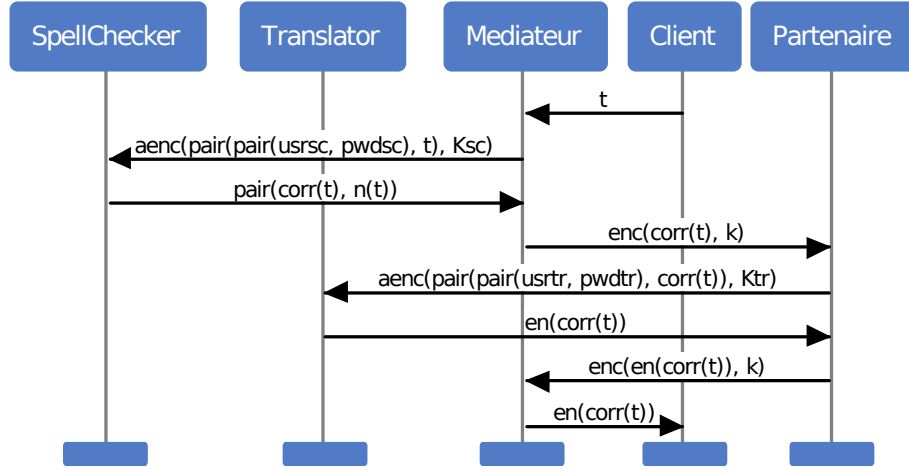 SpellChecker
Translator
Mediateur
Client
Partenaire
t
aenc(pair(pair(usrsc, pwdsc), t), Ksc)
pair(corr(t), n(t))
enc(corr(t), k)
aenc(pair(pair(usrtr, pwdtr), corr(t)), Ktr)
en(corr(t))
enc(en(corr(t)), k)
en(corr(t))